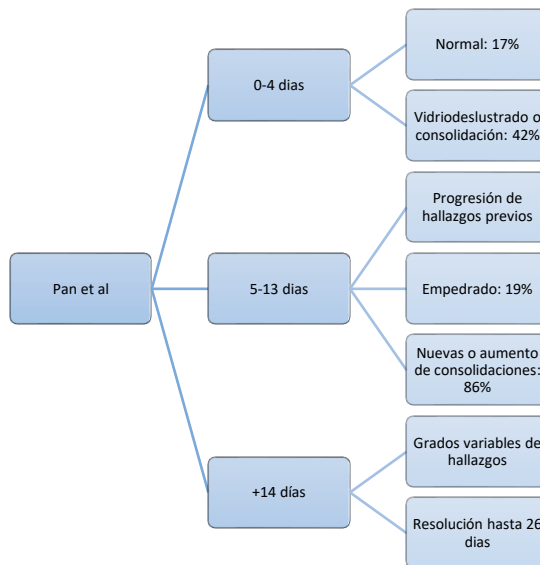 Pan et al
0-4 dias
Normal: 17%
Vidriodeslustrado o
consolidación: 42%
5-13 dias
Progresión de
hallazgos previos
Empedrado: 19%
Nuevas o aumento
de consolidaciones:
86%
+14 días
Grados variables de
hallazgos
Resolución hasta 26
dias